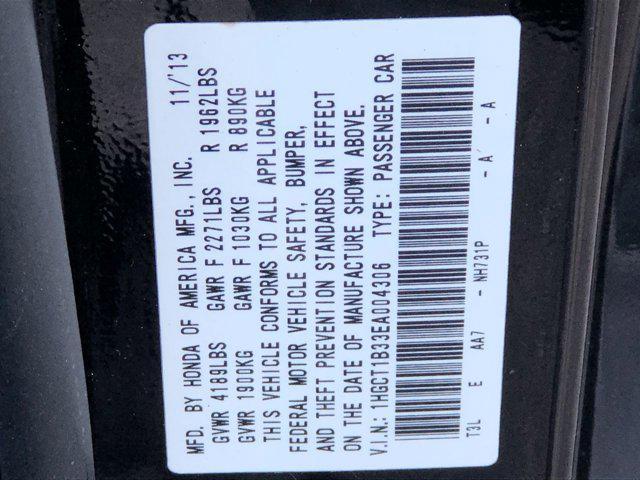 MFD. BY HONDA OF AMERICA MFG., INC. 11/'13
GVWR 4189LBS GAWR F 2271LBS R 1962LBS
GVWR 1900KG GAWR F 1030KG R 890KG
THIS VEHICLE CONFORMS TO ALL APPLICABLE
FEDERAL MOTOR VEHICLE SAFETY, BUMPER,
AND THEFT PREVENTION STANDARDS IN EFFECT
ON THE DATE OF MANUFACTURE SHOWN ABOVE.
V.I.N.: 1HGCT1B33EA004306 TYPE: PASSENGER CAR
T3L E AA7 - NH731P - A - A